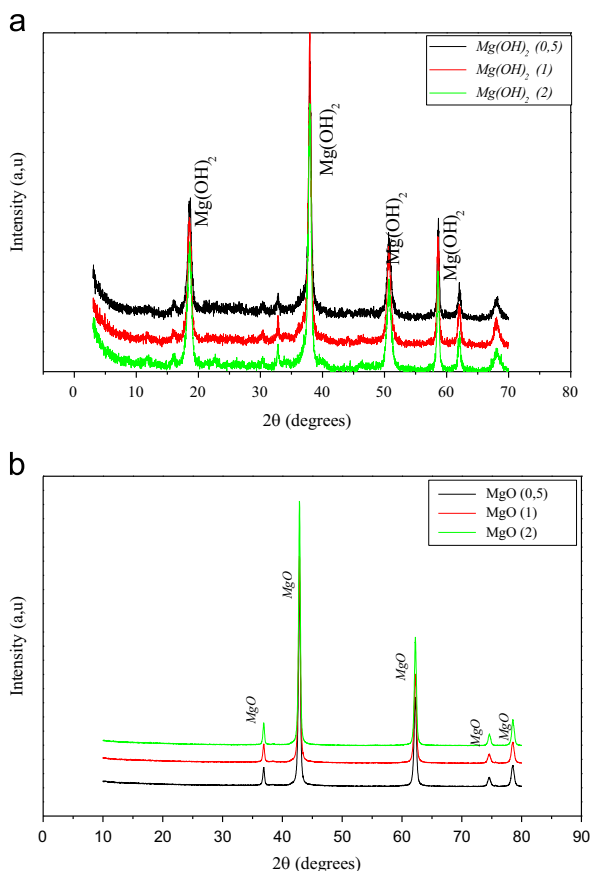 a
Mg(OH)₂ (0,5)
Mg(OH)₂ (1)
Mg(OH)₂ (2)
Mg(OH)₂
Mg(OH)₂
Mg(OH)₂
Mg(OH)₂
Intensity (a,u)
0 10 20 30 40 50 60 70 80
2θ (degrees)
b
MgO (0,5)
MgO (1)
MgO (2)
MgO
MgO
MgO
MgO
MgO
Intensity (a,u)
0 10 20 30 40 50 60 70 80 90
2θ (degrees)